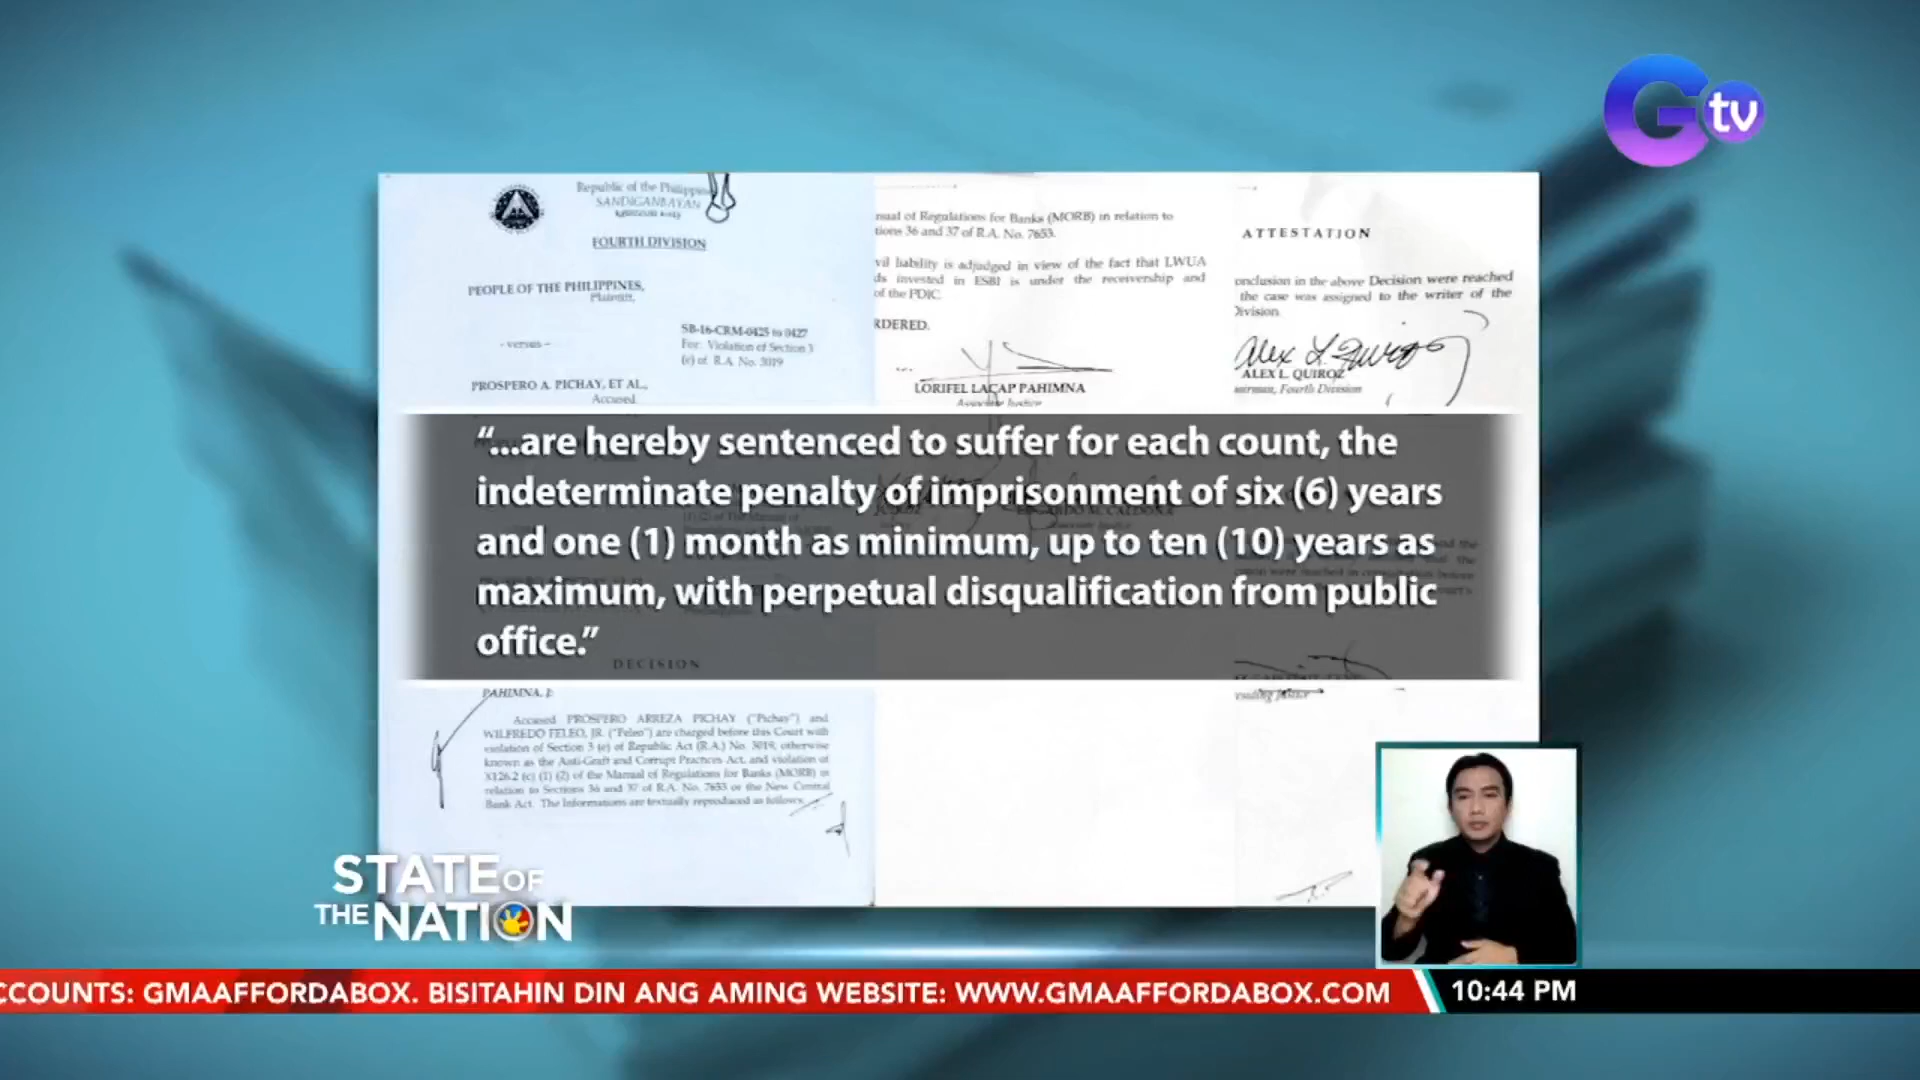 G tv
Republic of the Philippin
SANDIGANBAYAN
FOURTH DIVISION
PEOPLE OF THE PHILIPPINES,
Plaintiff,
SB-16-CRM-0425 to 0427
For: Violation of Section 3
(e) of R.A. No. 3019
- versus -
PROSPERO A. PICHAY, ET AL.,
Accused.
nual of Regulations for Banks (MORB) in relation to
tions 36 and 37 of R.A. No. 7653.
vil liability is adjudged in view of the fact that LWUA
ds invested in ESBI is under the receivership and
of the PDIC.
RDERED.
LORIFEL LACAP PAHIMNA
Associate Justice
ATTESTATION
onclusion in the above Decision were reached
the case was assigned to the writer of the
Division.
ALEX L. QUIROZ
airman, Fourth Division
“...are hereby sentenced to suffer for each count, the
indeterminate penalty of imprisonment of six (6) years
and one (1) month as minimum, up to ten (10) years as
maximum, with perpetual disqualification from public
office.”
DECISION
PAHIMNA, J:
Accused PROSPERO ARREZA PICHAY ("Pichay") and
WILFREDO FELEO, JR. ("Feleo") are charged before this Court with
violation of Section 3 (e) of Republic Act (R.A.) No. 3019, otherwise
known as the Anti-Graft and Corrupt Practices Act, and violation of
X126.2 (c) (1) (2) of the Manual of Regulations for Banks (MORB) in
relation to Sections 36 and 37 of R.A. No. 7653 or the New Central
Bank Act. The Informations are textually reproduced as follows:
STATE OF
THE NATION
CCOUNTS: GMAAFFORDABOX. BISITAHIN DIN ANG AMING WEBSITE: WWW.GMAAFFORDABOX.COM
10:44 PM